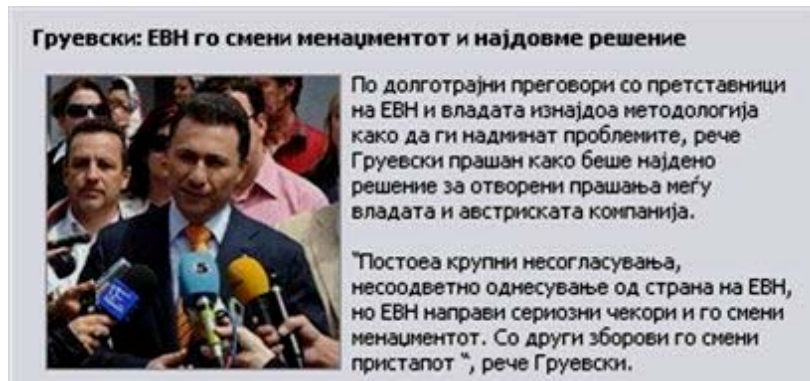 Груевски: ЕВН го смени менаџментот и најдовме решение
По долготрајни преговори со претставници
на ЕВН и владата изнајдоа методологија
како да ги надминат проблемите, рече
Груевски прашан како беше најдено
решение за отворени прашања меѓу
владата и австриската компанија.
"Постоеа крупни несогласувања,
несоодветно однесување од страна на ЕВН,
но ЕВН направи сериозни чекори и го смени
менаџментот. Со други зборови го смени
пристапот ", рече Груевски.
5